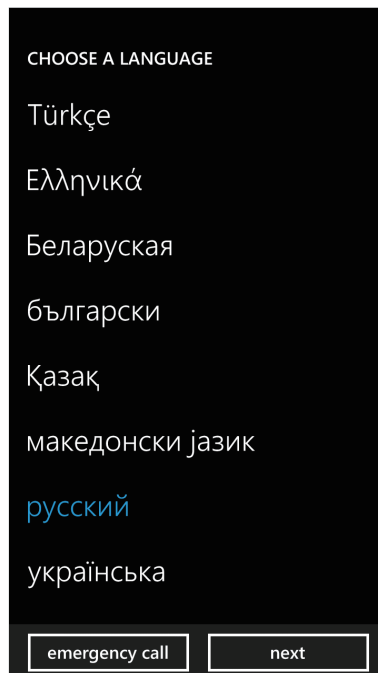 CHOOSE A LANGUAGE
Türkçe
Ελληνικά
Беларуская
български
Қазақ
македонски јазик
русский
українська
emergency call next